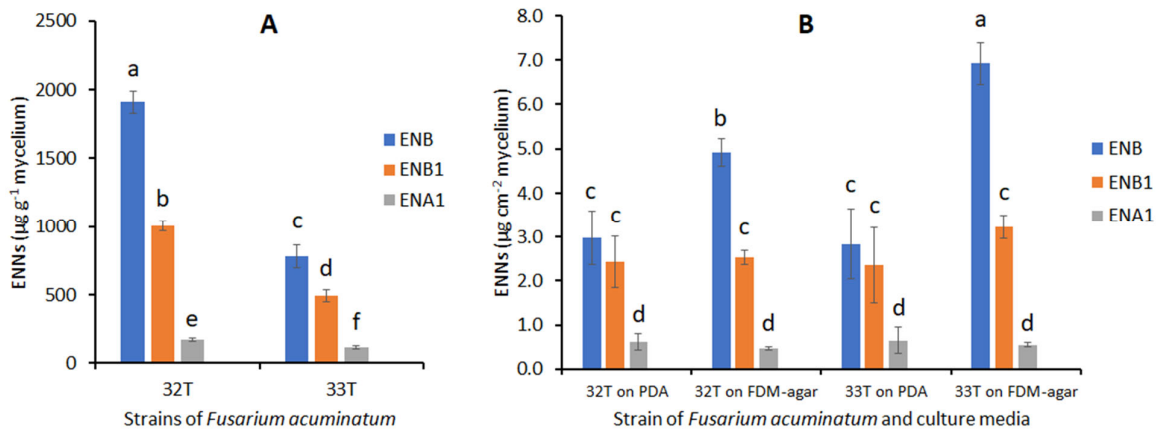 A
ENNs (µg g⁻¹ mycelium)
2500
2000
1500
1000
500
0
a
b
e
c
d
f
ENB
ENB1
ENA1
32T
33T
Strains of Fusarium acuminatum
B
ENNs (µg cm⁻² mycelium)
8.0
7.0
6.0
5.0
4.0
3.0
2.0
1.0
0.0
c
c
d
b
c
d
c
c
d
a
c
d
ENB
ENB1
ENA1
32T on PDA
32T on FDM-agar
33T on PDA
33T on FDM-agar
Strain of Fusarium acuminatum and culture media